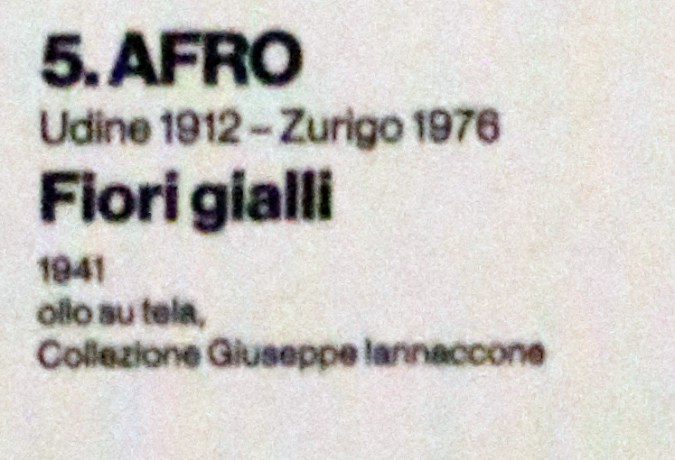 5. AFRO
Udine 1912 – Zurigo 1976
Fiori gialli
1941
olio su tela,
Collezione Giuseppe Iannaccone